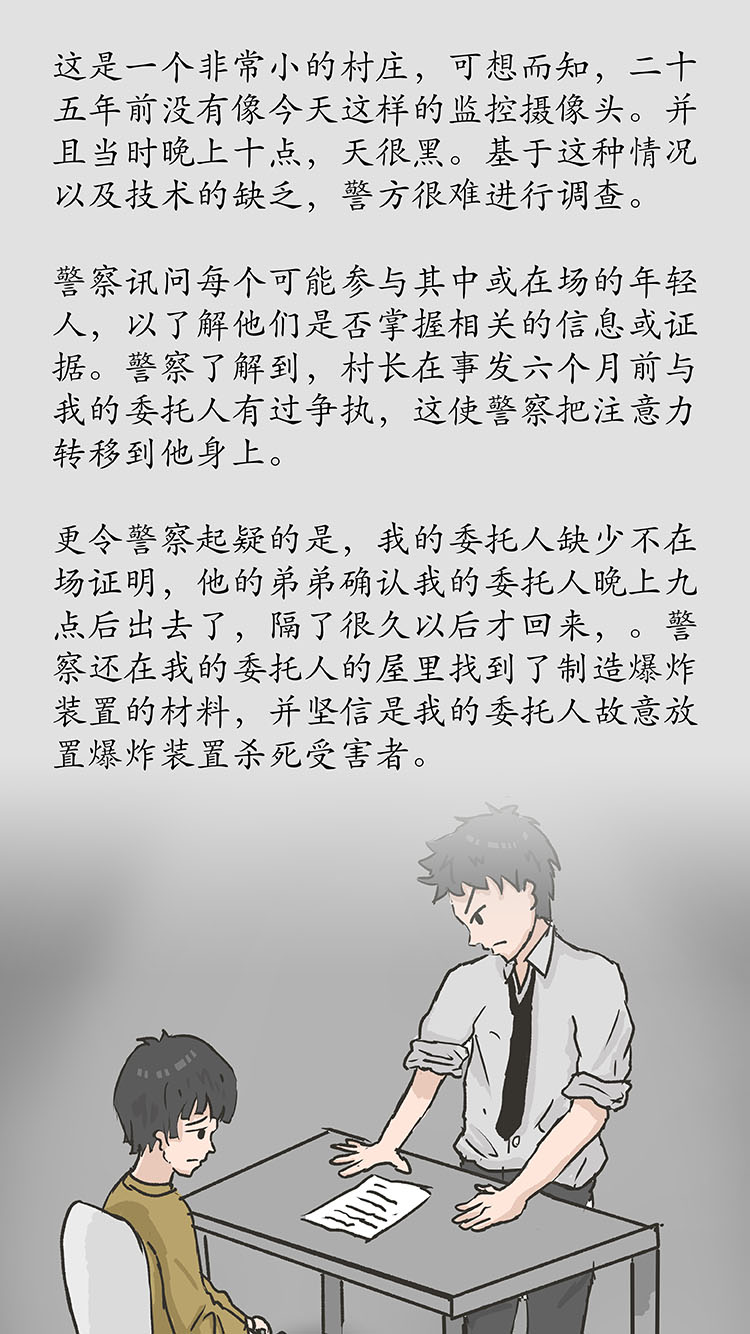 这是一个非常小的村庄，可想而知，二十
五年前没有像今天这样的监控摄像头。并
且当时晚上十点，天很黑。基于这种情况
以及技术的缺乏，警方很难进行调查。
警察讯问每个可能参与其中或在场的年轻
人，以了解他们是否掌握相关的信息或证
据。警察了解到，村长在事发六个月前与
我的委托人有过争执，这使警察把注意力
转移到他身上。
更令警察起疑的是，我的委托人缺少不在
场证明，他的弟弟确认我的委托人晚上九
点后出去了，隔了很久以后才回来，。警
察还在我的委托人的屋里找到了制造爆炸
装置的材料，并坚信是我的委托人故意放
置爆炸装置杀死受害者。